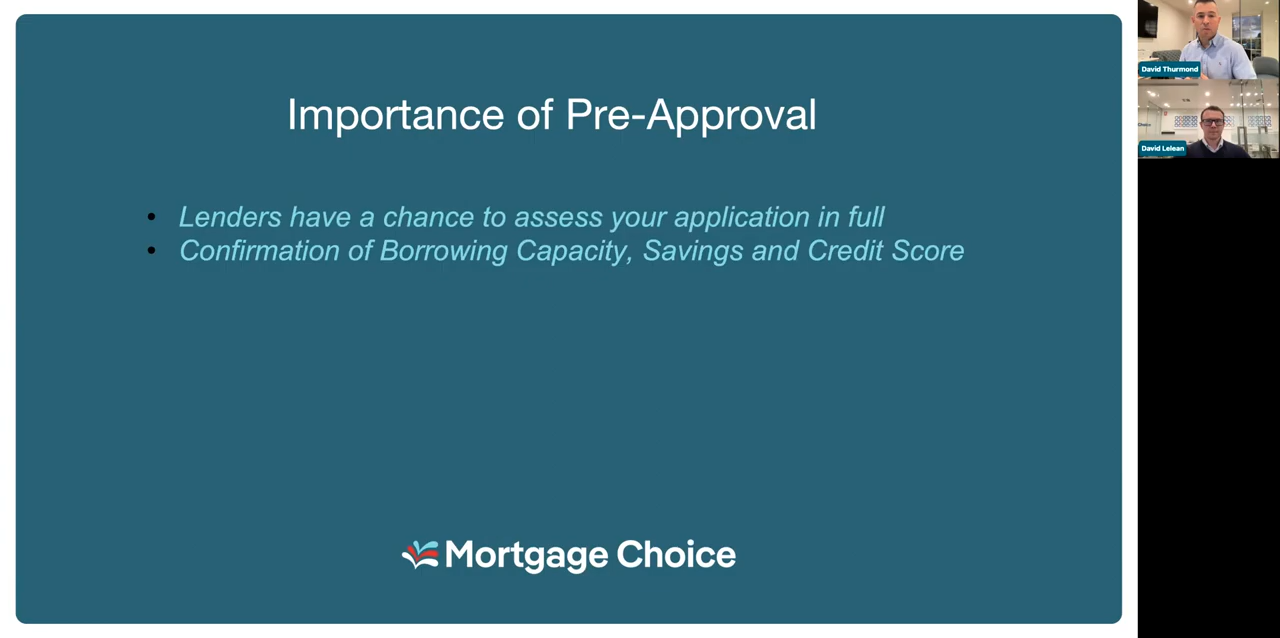 Importance of Pre-Approval
• Lenders have a chance to assess your application in full
• Confirmation of Borrowing Capacity, Savings and Credit Score
Mortgage Choice
David Thurmond
David Lelean